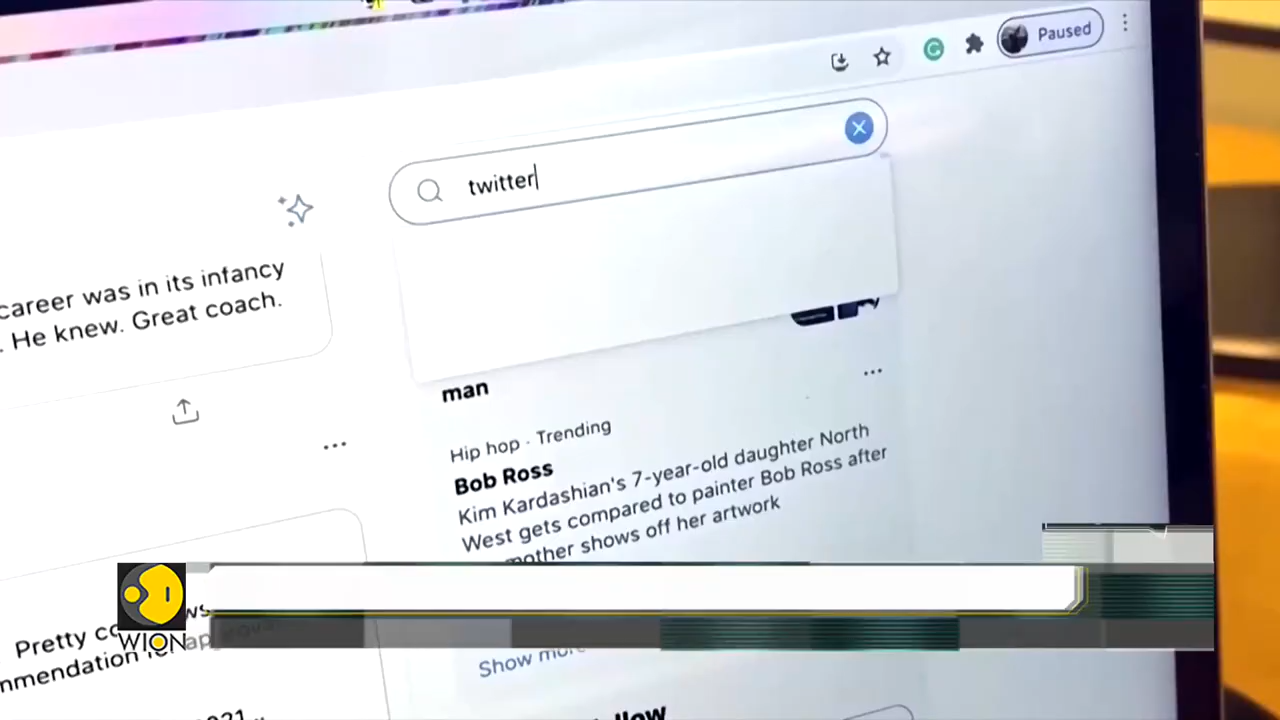 Paused
twitter
career was in its infancy
. He knew. Great coach.
man
Hip hop · Trending
Bob Ross
Kim Kardashian's 7-year-old daughter North
West gets compared to painter Bob Ross after
mother shows off her artwork
Pretty
WION
Show more
2021